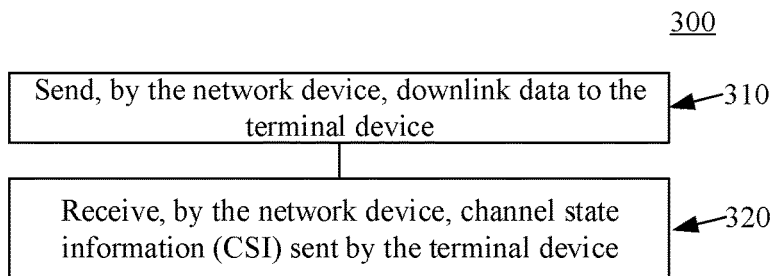 300
Send, by the network device, downlink data to the
terminal device
310
Receive, by the network device, channel state
information (CSI) sent by the terminal device
320